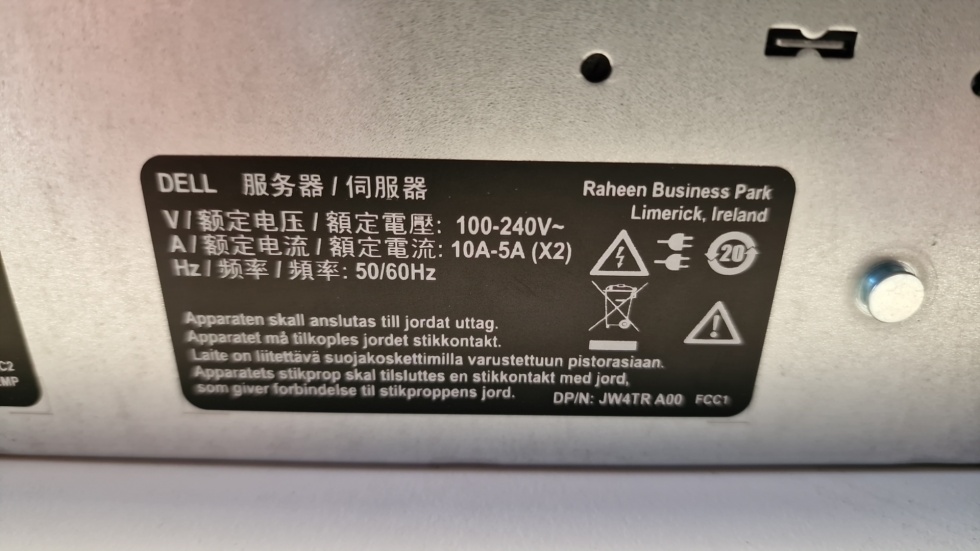 DELL 服务器 / 伺服器
Raheen Business Park
Limerick, Ireland
V / 额定电压 / 額定電壓: 100-240V~
A / 额定电流 / 額定電流: 10A-5A (X2)
Hz / 频率 / 頻率: 50/60Hz
20
Apparaten skall anslutas till jordat uttag.
Apparatet må tilkoples jordet stikkontakt.
Laite on liitettävä suojakoskettimilla varustettuun pistorasiaan.
Apparatets stikprop skal tilsluttes en stikkontakt med jord,
som giver forbindelse til stikproppens jord.
DP/N: JW4TR A00 FCC1
C2
EMP